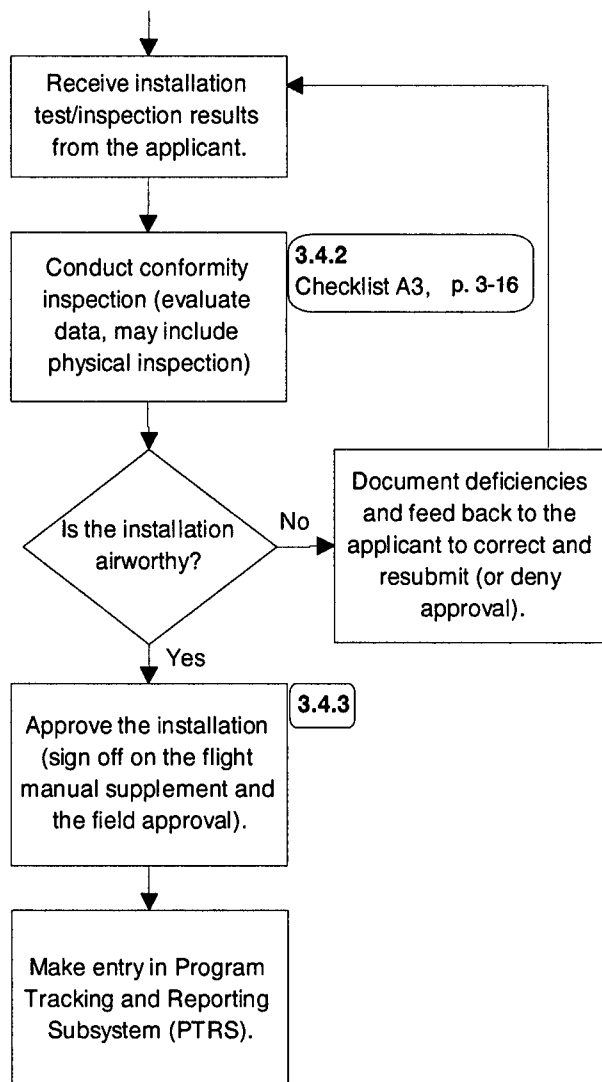 Receive installation
test/inspection results
from the applicant.
Conduct conformity
inspection (evaluate
data, may include
physical inspection)
3.4.2
Checklist A3, p. 3-16
Is the installation
airworthy?
No
Document deficiencies
and feed back to the
applicant to correct and
resubmit (or deny
approval).
Yes
Approve the installation
(sign off on the flight
manual supplement and
the field approval).
3.4.3
Make entry in Program
Tracking and Reporting
Subsystem (PTRS).